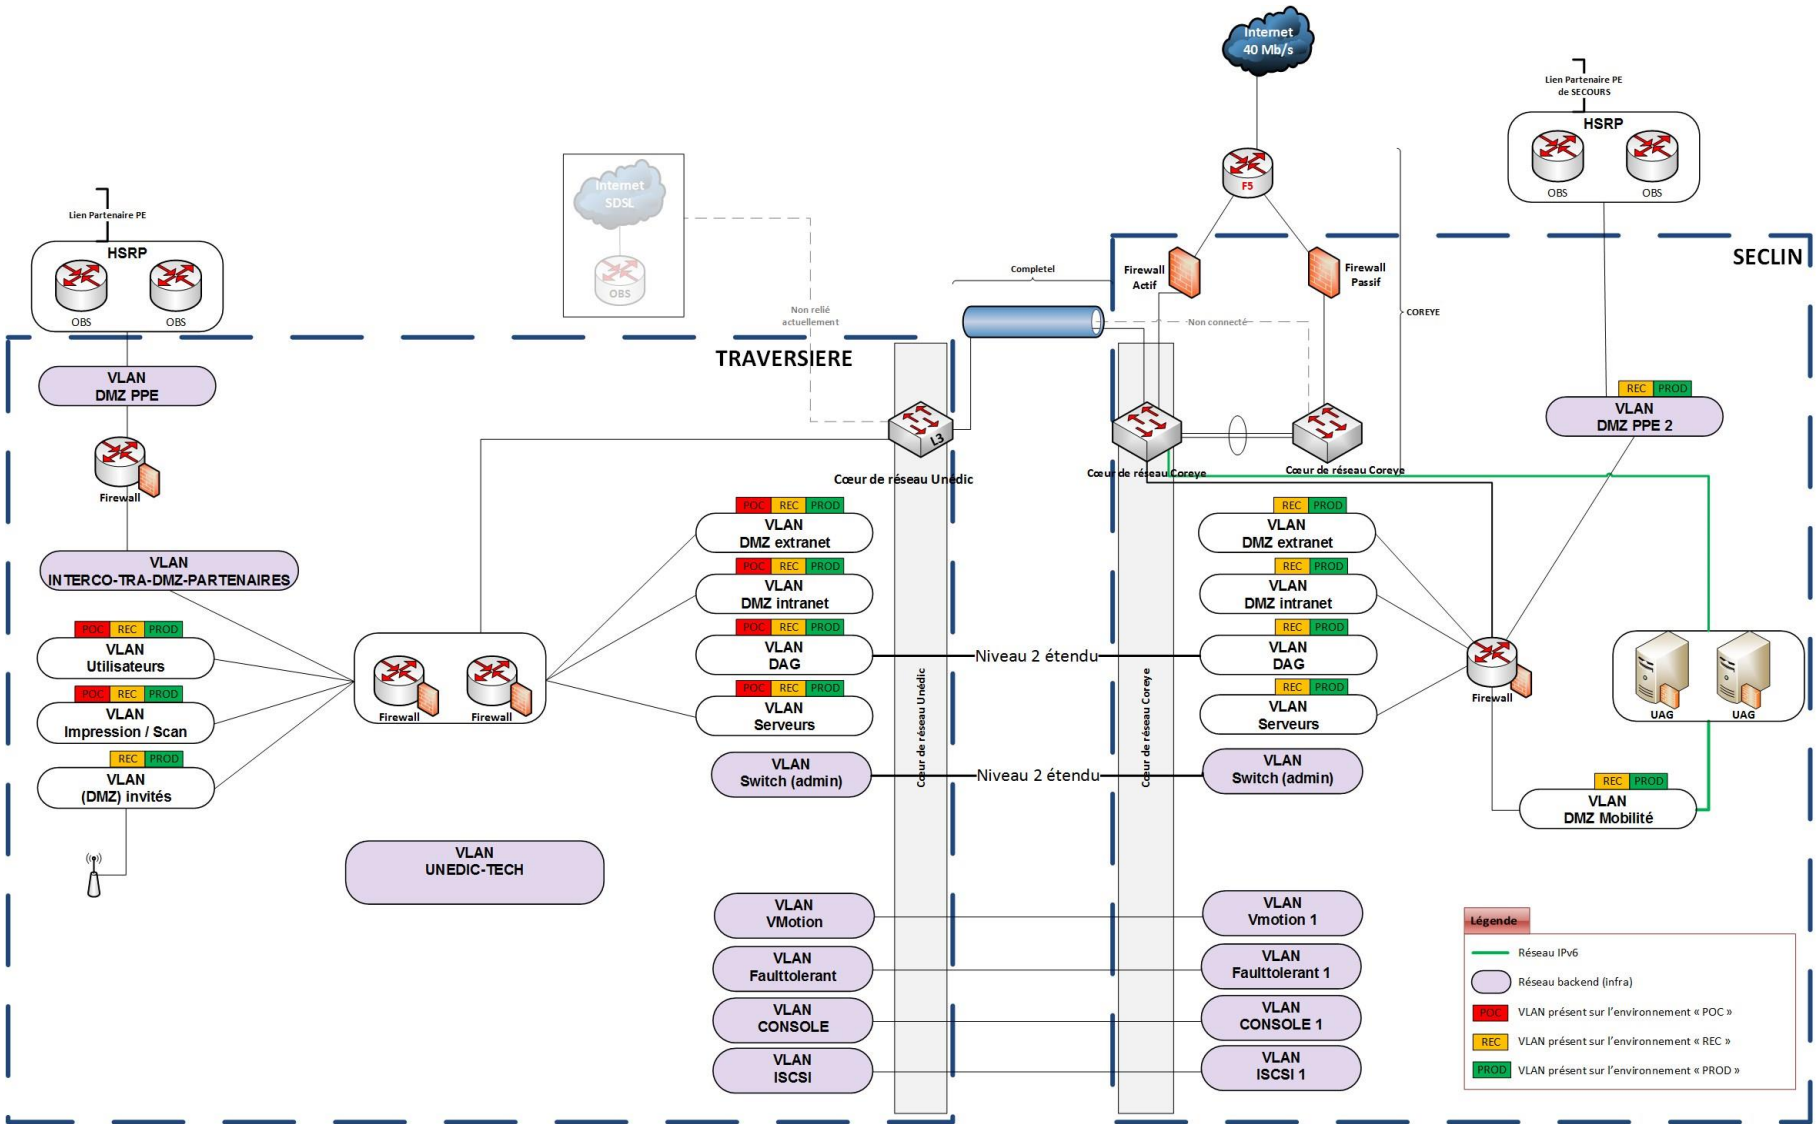 Internet
40 Mb/s
Lien Partenaire PE
de SECOURS
HSRP
OBS
OBS
F5
Internet
SDSL
OBS
Lien Partenaire PE
HSRP
OBS
OBS
Non relié
actuellement
Completel
Firewall
Actif
Firewall
Passif
Non connecté
COREYE
SECLIN
TRAVERSIERE
VLAN
DMZ PPE
Firewall
VLAN
INTERCO-TRA-DMZ-PARTENAIRES
POC REC PROD
VLAN
Utilisateurs
POC REC PROD
VLAN
Impression / Scan
REC PROD
VLAN
(DMZ) invités
Firewall
Firewall
VLAN
UNEDIC-TECH
L3
Cœur de réseau Unédic
POC REC PROD
VLAN
DMZ extranet
POC REC PROD
VLAN
DMZ intranet
POC REC PROD
VLAN
DAG
POC REC PROD
VLAN
Serveurs
VLAN
Switch (admin)
VLAN
VMotion
VLAN
Faulttolerant
VLAN
CONSOLE
VLAN
ISCSI
Cœur de réseau Unédic
Niveau 2 étendu
Niveau 2 étendu
Cœur de réseau Coreye
Cœur de réseau Coreye
Cœur de réseau Coreye
REC PROD
VLAN
DMZ extranet
REC PROD
VLAN
DMZ intranet
REC PROD
VLAN
DAG
REC PROD
VLAN
Serveurs
VLAN
Switch (admin)
VLAN
Vmotion 1
VLAN
Faulttolerant 1
VLAN
CONSOLE 1
VLAN
ISCSI 1
REC PROD
VLAN
DMZ PPE 2
Firewall
UAG
UAG
REC PROD
VLAN
DMZ Mobilité
Légende
Réseau IPv6
Réseau backend (infra)
POC VLAN présent sur l'environnement « POC »
REC VLAN présent sur l'environnement « REC »
PROD VLAN présent sur l'environnement « PROD »